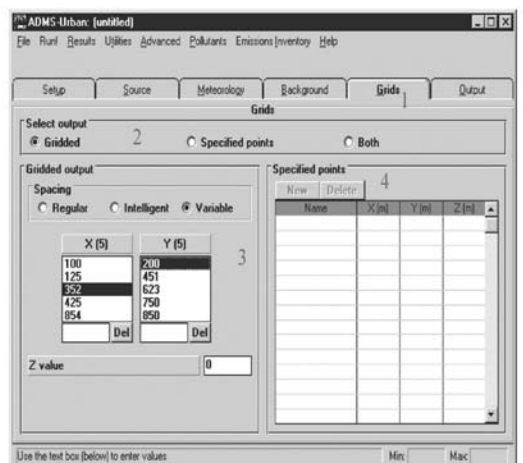 ADMS-Urban: (untitled)
File Run! Results Utilities Advanced Pollutants Emissions Inventory Help
Setup Source Meteorology Background Grids Output
1
Grids
Select output
Gridded 2 Specified points Both
Gridded output
Spacing
Regular Intelligent Variable
X (5) Y (5)
100 200
125 451
352 623
425 750
854 850
Del Del
3
Z value 0
Specified points
New Delete 4
Name X (m) Y (m) Z (m)
Use the text box (below) to enter values Min: Max: